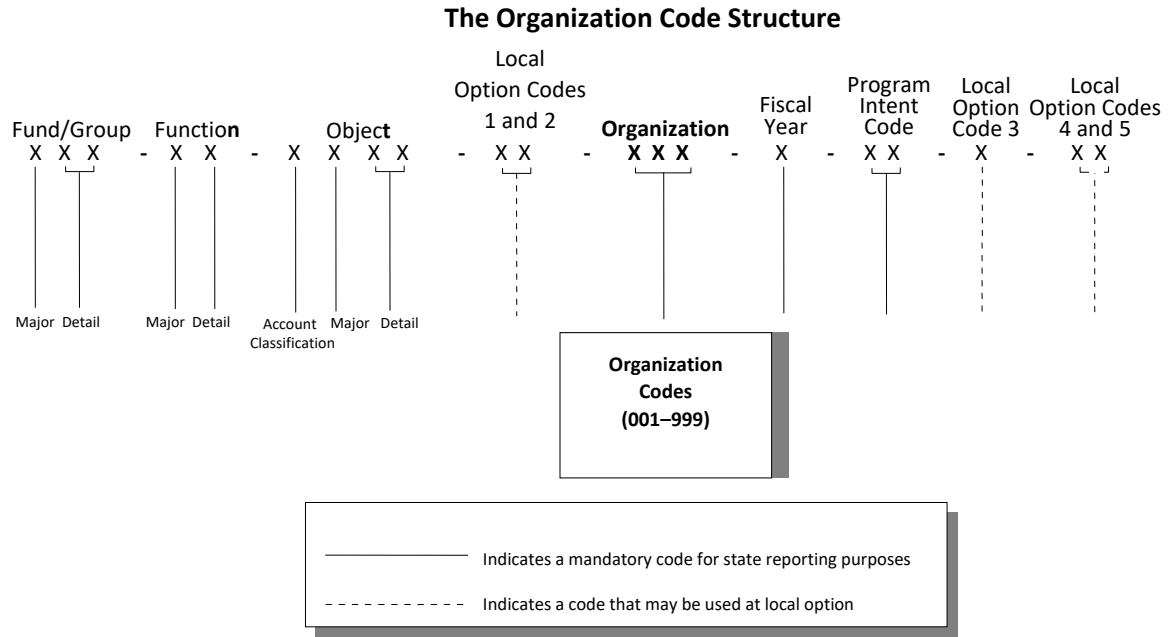 The Organization Code Structure
Local
Option Codes
1 and 2
Fund/Group
Function
Object
Organization
Fiscal
Year
Program
Intent
Code
Local
Option
Code 3
Local
Option Codes
4 and 5
X X X - X X - X X X X - X X - X X X - X - X X - X - X X
Major Detail
Major Detail
Account
Classification
Major Detail
Organization
Codes
(001–999)
Indicates a mandatory code for state reporting purposes
Indicates a code that may be used at local option